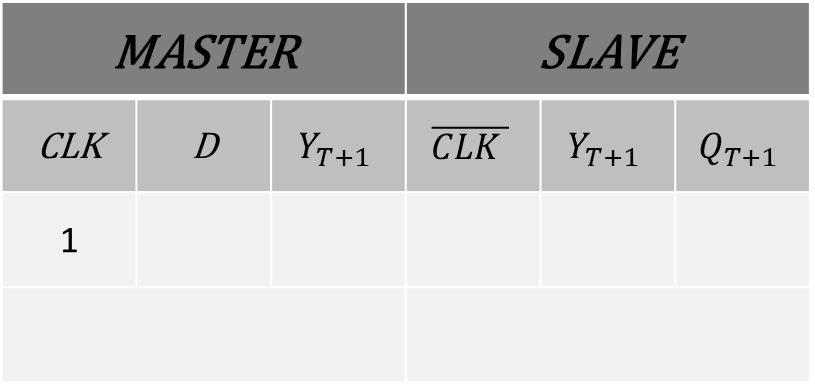 MASTER SLAVE
CLK D Y_{T+1} \overline{CLK} Y_{T+1} Q_{T+1}
1